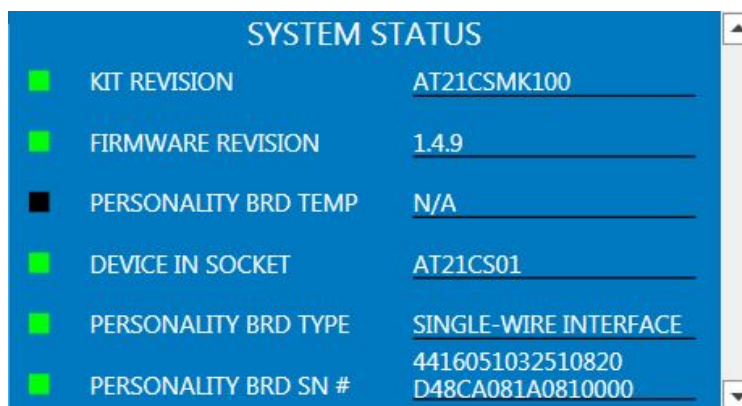 SYSTEM STATUS
KIT REVISION AT21CSMK100
FIRMWARE REVISION 1.4.9
PERSONALITY BRD TEMP N/A
DEVICE IN SOCKET AT21CS01
PERSONALITY BRD TYPE SINGLE-WIRE INTERFACE
PERSONALITY BRD SN # 4416051032510820
D48CA081A0810000